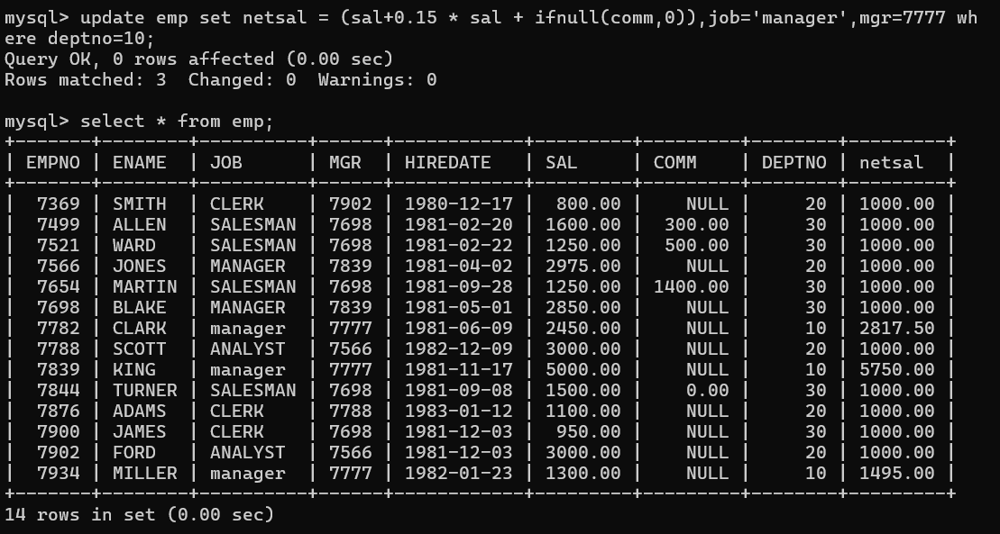 mysql> update emp set netsal = (sal+0.15 * sal + ifnull(comm,0)),job='manager',mgr=7777 wh
ere deptno=10;
Query OK, 0 rows affected (0.00 sec)
Rows matched: 3  Changed: 0  Warnings: 0

mysql> select * from emp;
+-------+--------+----------+------+------------+---------+---------+--------+---------+
| EMPNO | ENAME  | JOB      | MGR  | HIREDATE   | SAL     | COMM    | DEPTNO | netsal  |
+-------+--------+----------+------+------------+---------+---------+--------+---------+
|  7369 | SMITH  | CLERK    | 7902 | 1980-12-17 |  800.00 |    NULL |     20 | 1000.00 |
|  7499 | ALLEN  | SALESMAN | 7698 | 1981-02-20 | 1600.00 |  300.00 |     30 | 1000.00 |
|  7521 | WARD   | SALESMAN | 7698 | 1981-02-22 | 1250.00 |  500.00 |     30 | 1000.00 |
|  7566 | JONES  | MANAGER  | 7839 | 1981-04-02 | 2975.00 |    NULL |     20 | 1000.00 |
|  7654 | MARTIN | SALESMAN | 7698 | 1981-09-28 | 1250.00 | 1400.00 |     30 | 1000.00 |
|  7698 | BLAKE  | MANAGER  | 7839 | 1981-05-01 | 2850.00 |    NULL |     30 | 1000.00 |
|  7782 | CLARK  | manager  | 7777 | 1981-06-09 | 2450.00 |    NULL |     10 | 2817.50 |
|  7788 | SCOTT  | ANALYST  | 7566 | 1982-12-09 | 3000.00 |    NULL |     20 | 1000.00 |
|  7839 | KING   | manager  | 7777 | 1981-11-17 | 5000.00 |    NULL |     10 | 5750.00 |
|  7844 | TURNER | SALESMAN | 7698 | 1981-09-08 | 1500.00 |    0.00 |     30 | 1000.00 |
|  7876 | ADAMS  | CLERK    | 7788 | 1983-01-12 | 1100.00 |    NULL |     20 | 1000.00 |
|  7900 | JAMES  | CLERK    | 7698 | 1981-12-03 |  950.00 |    NULL |     30 | 1000.00 |
|  7902 | FORD   | ANALYST  | 7566 | 1981-12-03 | 3000.00 |    NULL |     20 | 1000.00 |
|  7934 | MILLER | manager  | 7777 | 1982-01-23 | 1300.00 |    NULL |     10 | 1495.00 |
+-------+--------+----------+------+------------+---------+---------+--------+---------+
14 rows in set (0.00 sec)